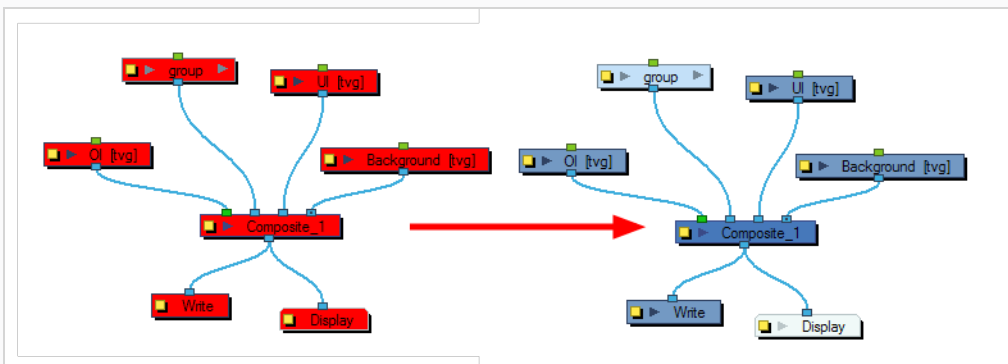 group
UI [tvg]
OI [tvg]
Background [tvg]
Composite_1
Write
Display
group
UI [tvg]
OI [tvg]
Background [tvg]
Composite_1
Write
Display